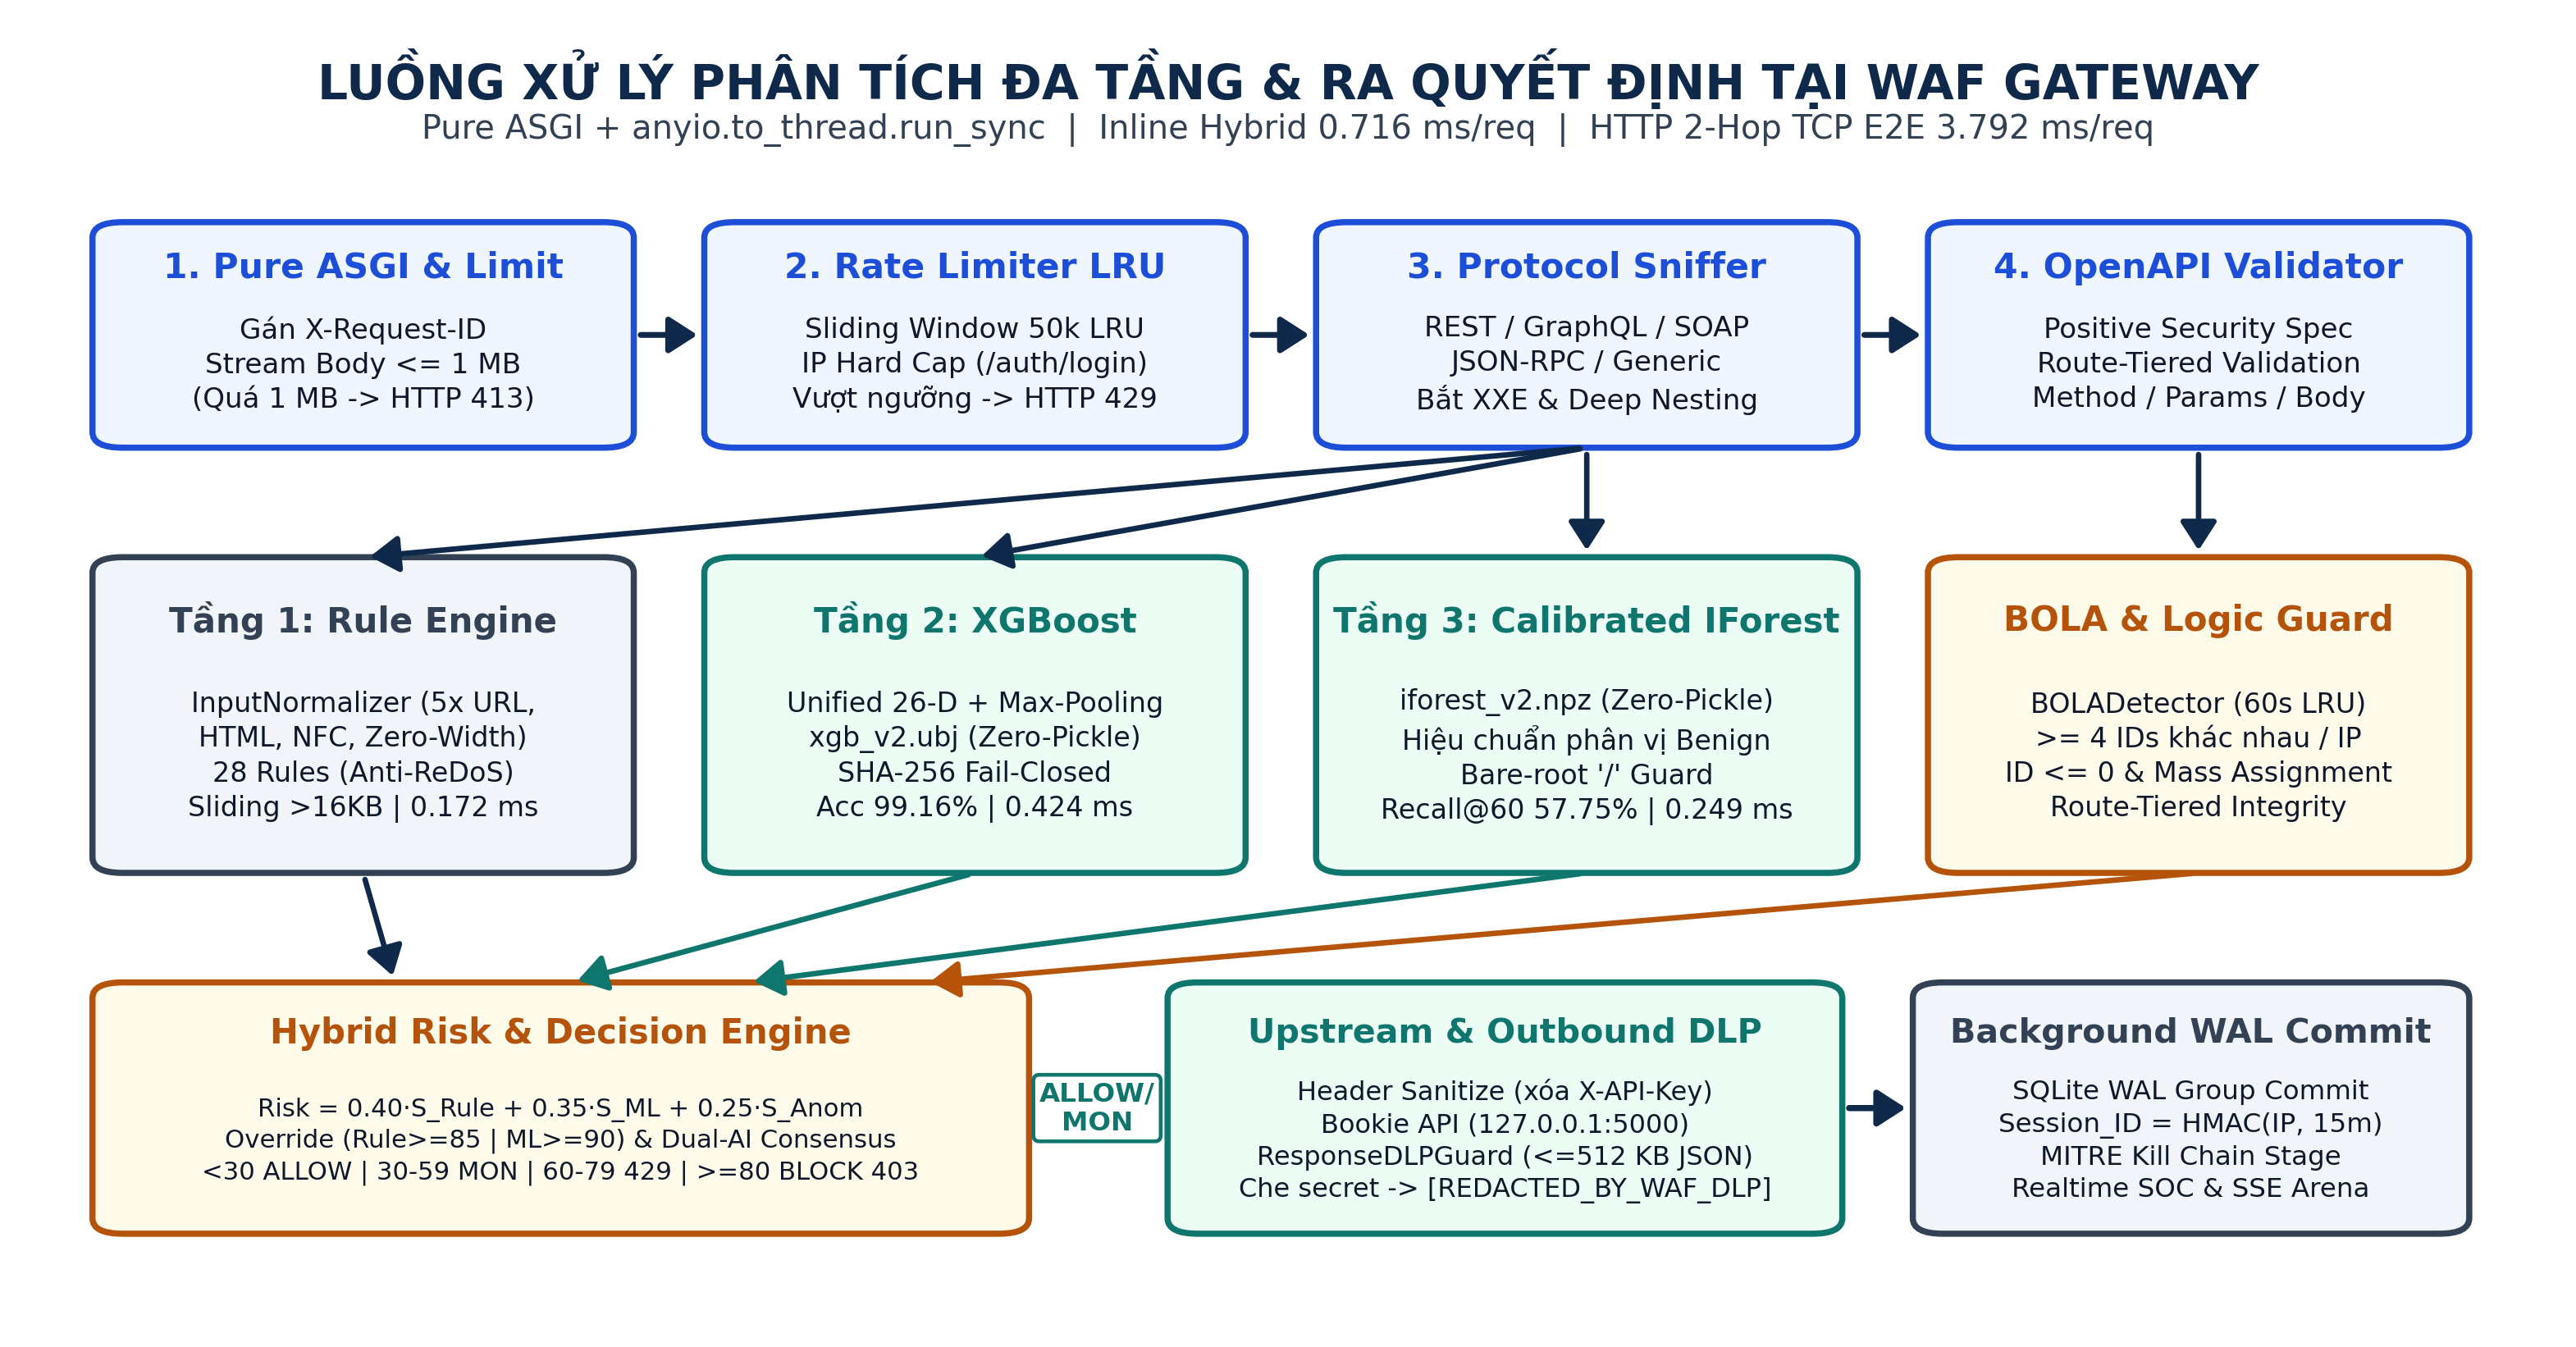 LUỒNG XỬ LÝ PHÂN TÍCH ĐA TẦNG & RA QUYẾT ĐỊNH TẠI WAF GATEWAY
Pure ASGI + anyio.to_thread.run_sync | Inline Hybrid 0.716 ms/req | HTTP 2-Hop TCP E2E 3.792 ms/req
1. Pure ASGI & Limit
Gán X-Request-ID
Stream Body <= 1 MB
(Quá 1 MB -> HTTP 413)
2. Rate Limiter LRU
Sliding Window 50k LRU
IP Hard Cap (/auth/login)
Vượt ngưỡng -> HTTP 429
3. Protocol Sniffer
REST / GraphQL / SOAP
JSON-RPC / Generic
Bắt XXE & Deep Nesting
4. OpenAPI Validator
Positive Security Spec
Route-Tiered Validation
Method / Params / Body
Tầng 1: Rule Engine
InputNormalizer (5x URL,
HTML, NFC, Zero-Width)
28 Rules (Anti-ReDoS)
Sliding >16KB | 0.172 ms
Tầng 2: XGBoost
Unified 26-D + Max-Pooling
xgb_v2.ubj (Zero-Pickle)
SHA-256 Fail-Closed
Acc 99.16% | 0.424 ms
Tầng 3: Calibrated IForest
iforest_v2.npz (Zero-Pickle)
Hiệu chuẩn phân vị Benign
Bare-root '/' Guard
Recall@60 57.75% | 0.249 ms
BOLA & Logic Guard
BOLADetector (60s LRU)
>= 4 IDs khác nhau / IP
ID <= 0 & Mass Assignment
Route-Tiered Integrity
Hybrid Risk & Decision Engine
Risk = 0.40·S_Rule + 0.35·S_ML + 0.25·S_Anom
Override (Rule>=85 | ML>=90) & Dual-AI Consensus
<30 ALLOW | 30-59 MON | 60-79 429 | >=80 BLOCK 403
ALLOW/
MON
Upstream & Outbound DLP
Header Sanitize (xóa X-API-Key)
Bookie API (127.0.0.1:5000)
ResponseDLPGuard (<=512 KB JSON)
Che secret -> [REDACTED_BY_WAF_DLP]
Background WAL Commit
SQLite WAL Group Commit
Session_ID = HMAC(IP, 15m)
MITRE Kill Chain Stage
Realtime SOC & SSE Arena